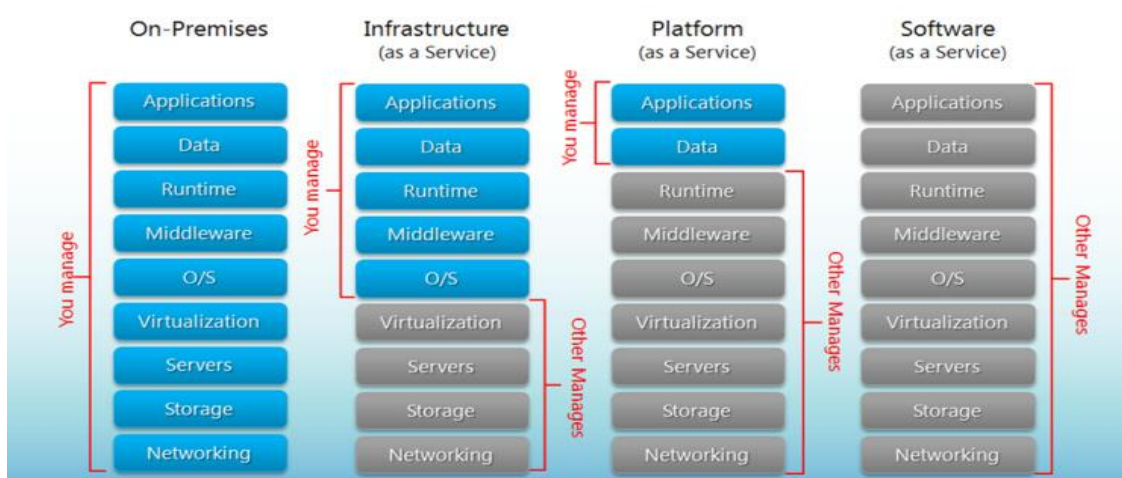 On-Premises
You manage
Applications
Data
Runtime
Middleware
O/S
Virtualization
Servers
Storage
Networking
Infrastructure
(as a Service)
You manage
Applications
Data
Runtime
Middleware
O/S
Virtualization
Servers
Storage
Networking
Other Manages
Platform
(as a Service)
You manage
Applications
Data
Runtime
Middleware
O/S
Virtualization
Servers
Storage
Networking
Other Manages
Software
(as a Service)
Applications
Data
Runtime
Middleware
O/S
Virtualization
Servers
Storage
Networking
Other Manages